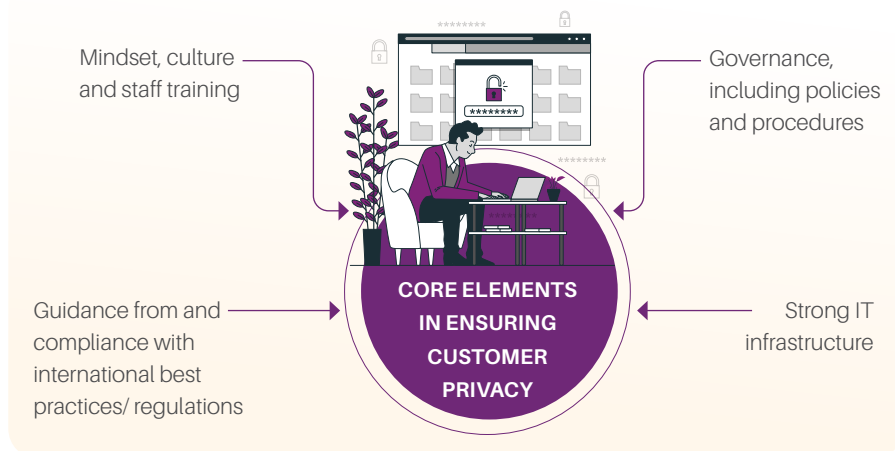 ********
Mindset, culture
and staff training
Governance,
including policies
and procedures
********
********
********
CORE ELEMENTS
IN ENSURING
CUSTOMER
PRIVACY
Guidance from and
compliance with
international best
practices/ regulations
Strong IT
infrastructure